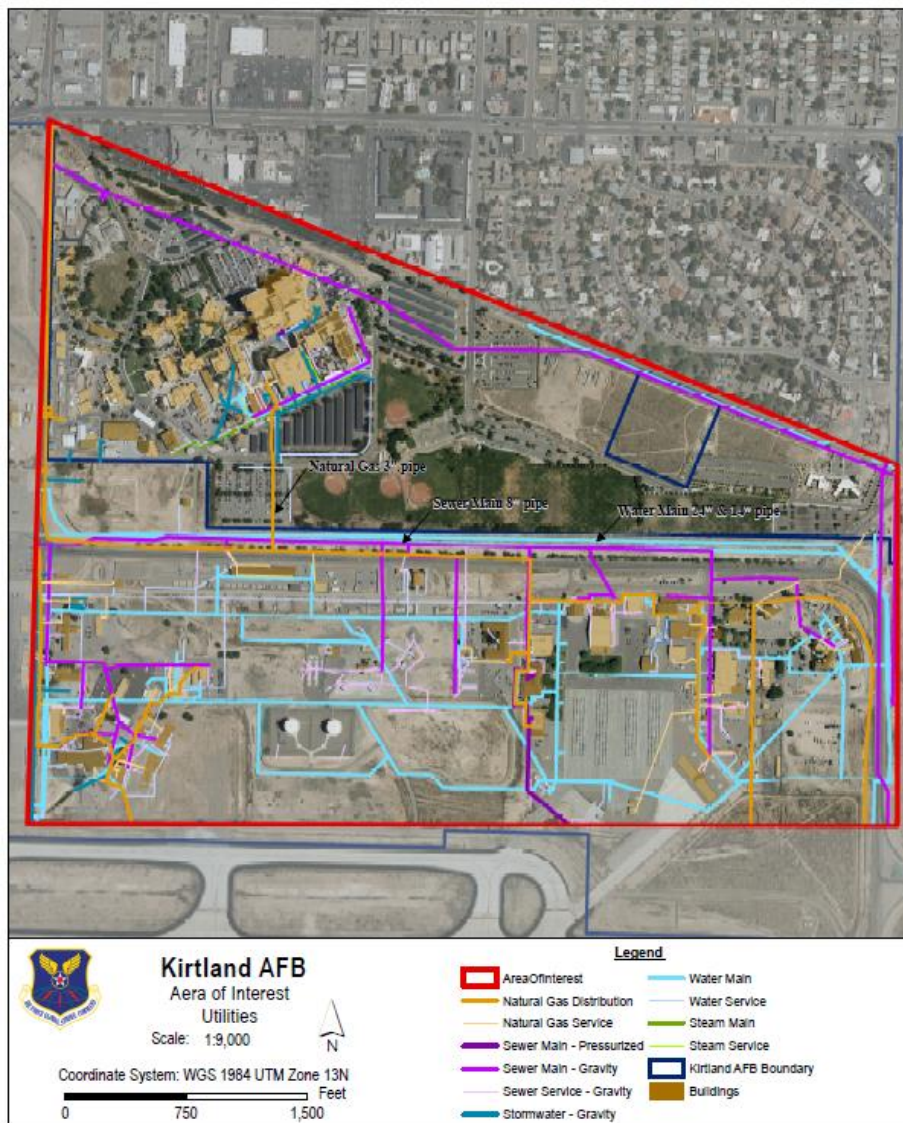 Natural Gas 3" pipe
Sewer Main 8" pipe
Water Main 24" & 14" pipe
Kirtland AFB
Aera of Interest
Utilities
Scale: 1:9,000
N
Coordinate System: WGS 1984 UTM Zone 13N
Feet
0 750 1,500
Legend
AreaOfInterest
Natural Gas Distribution
Natural Gas Service
Sewer Main - Pressurized
Sewer Main - Gravity
Sewer Service - Gravity
Stormwater - Gravity
Water Main
Water Service
Steam Main
Steam Service
Kirtland AFB Boundary
Buildings